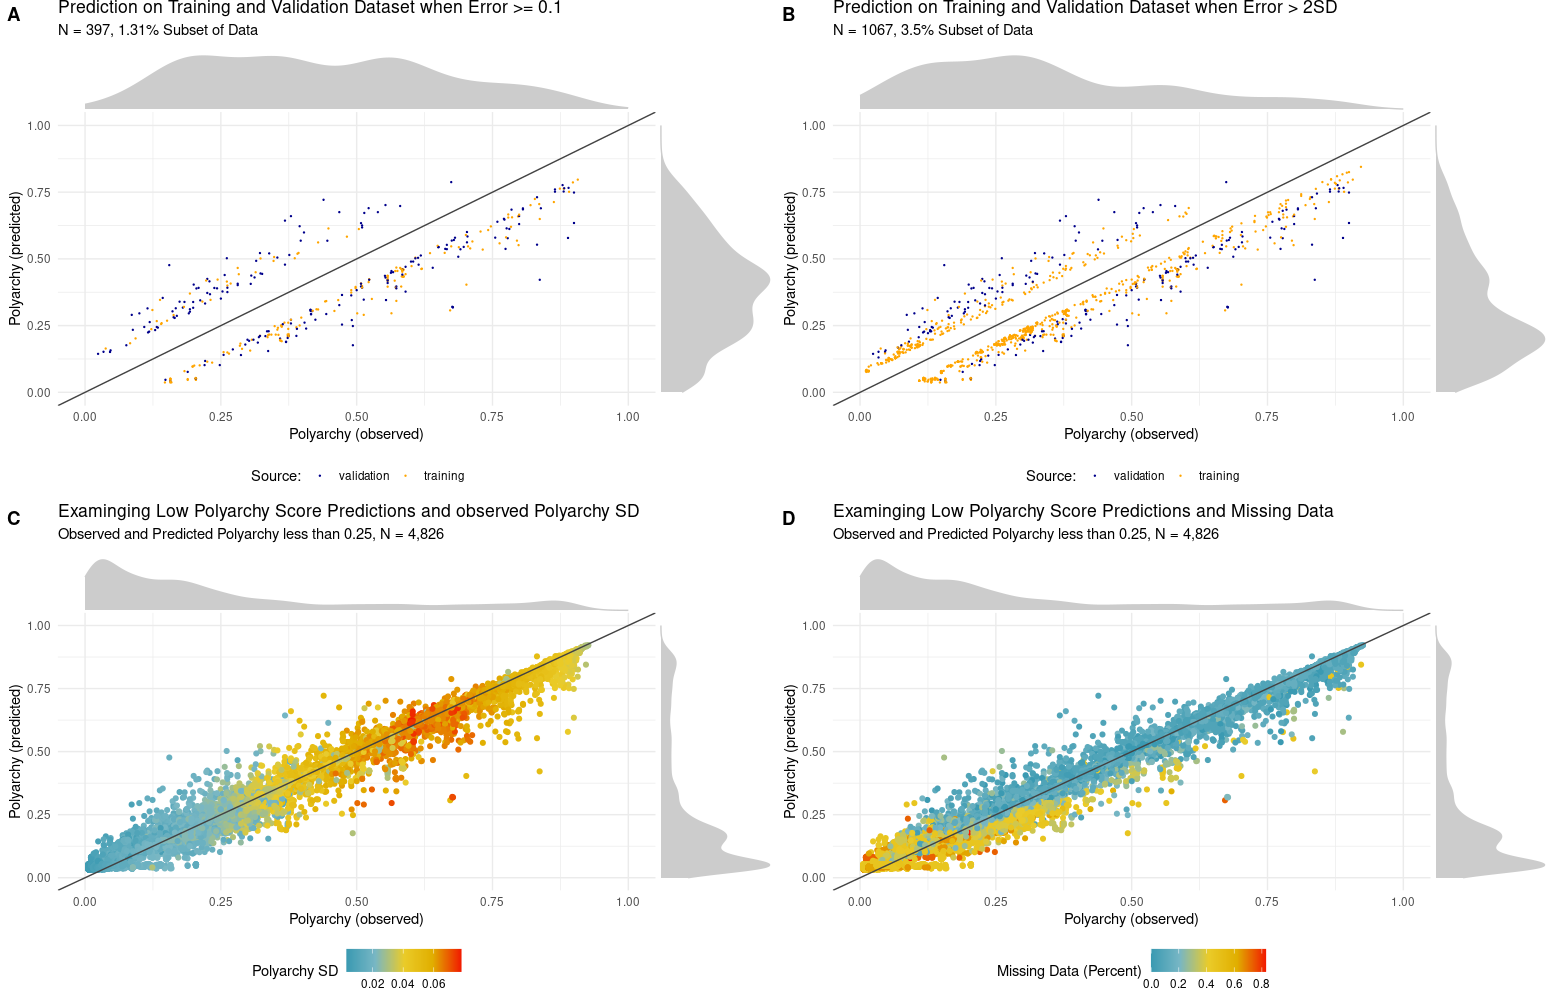 A
Prediction on Training and Validation Dataset when Error >= 0.1
N = 397, 1.31% Subset of Data
1.00
0.75
0.50
0.25
0.00
Polyarchy (predicted)
0.00 0.25 0.50 0.75 1.00
Polyarchy (observed)
Source: validation training
B
Prediction on Training and Validation Dataset when Error > 2SD
N = 1067, 3.5% Subset of Data
1.00
0.75
0.50
0.25
0.00
Polyarchy (predicted)
0.00 0.25 0.50 0.75 1.00
Polyarchy (observed)
Source: validation training
C
Examinging Low Polyarchy Score Predictions and observed Polyarchy SD
Observed and Predicted Polyarchy less than 0.25, N = 4,826
1.00
0.75
0.50
0.25
0.00
Polyarchy (predicted)
0.00 0.25 0.50 0.75 1.00
Polyarchy (observed)
Polyarchy SD
0.02 0.04 0.06
D
Examinging Low Polyarchy Score Predictions and Missing Data
Observed and Predicted Polyarchy less than 0.25, N = 4,826
1.00
0.75
0.50
0.25
0.00
Polyarchy (predicted)
0.00 0.25 0.50 0.75 1.00
Polyarchy (observed)
Missing Data (Percent)
0.0 0.2 0.4 0.6 0.8